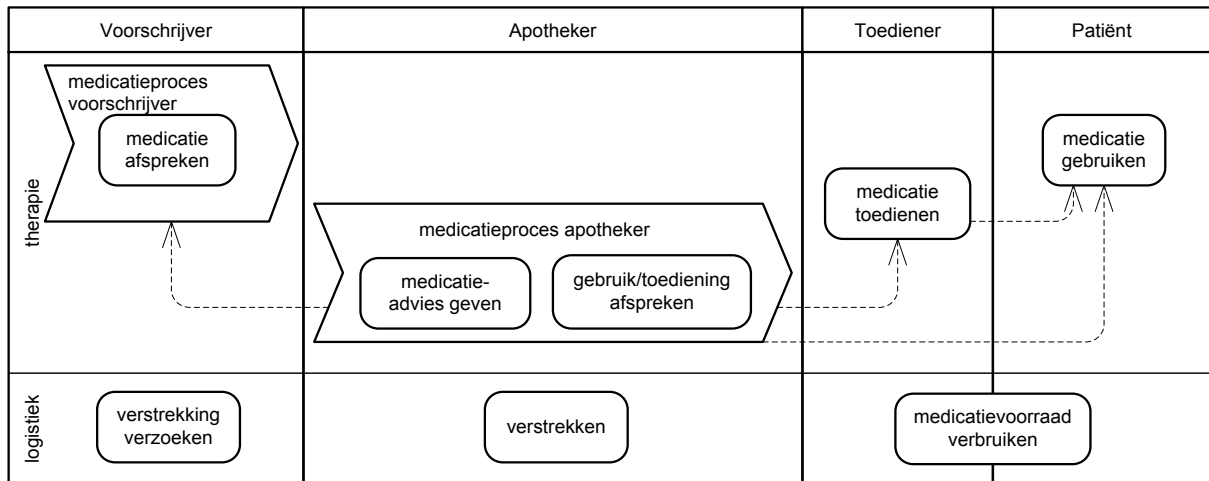 Voorschrijver
Apotheker
Toediener
Patiënt
therapie
medicatieproces
voorschrijver
medicatie
afspreken
medicatieproces apotheker
medicatie-
advies geven
gebruik/toediening
afspreken
medicatie
toedienen
medicatie
gebruiken
logistiek
verstrekking
verzoeken
verstrekken
medicatievoorraad
verbruiken